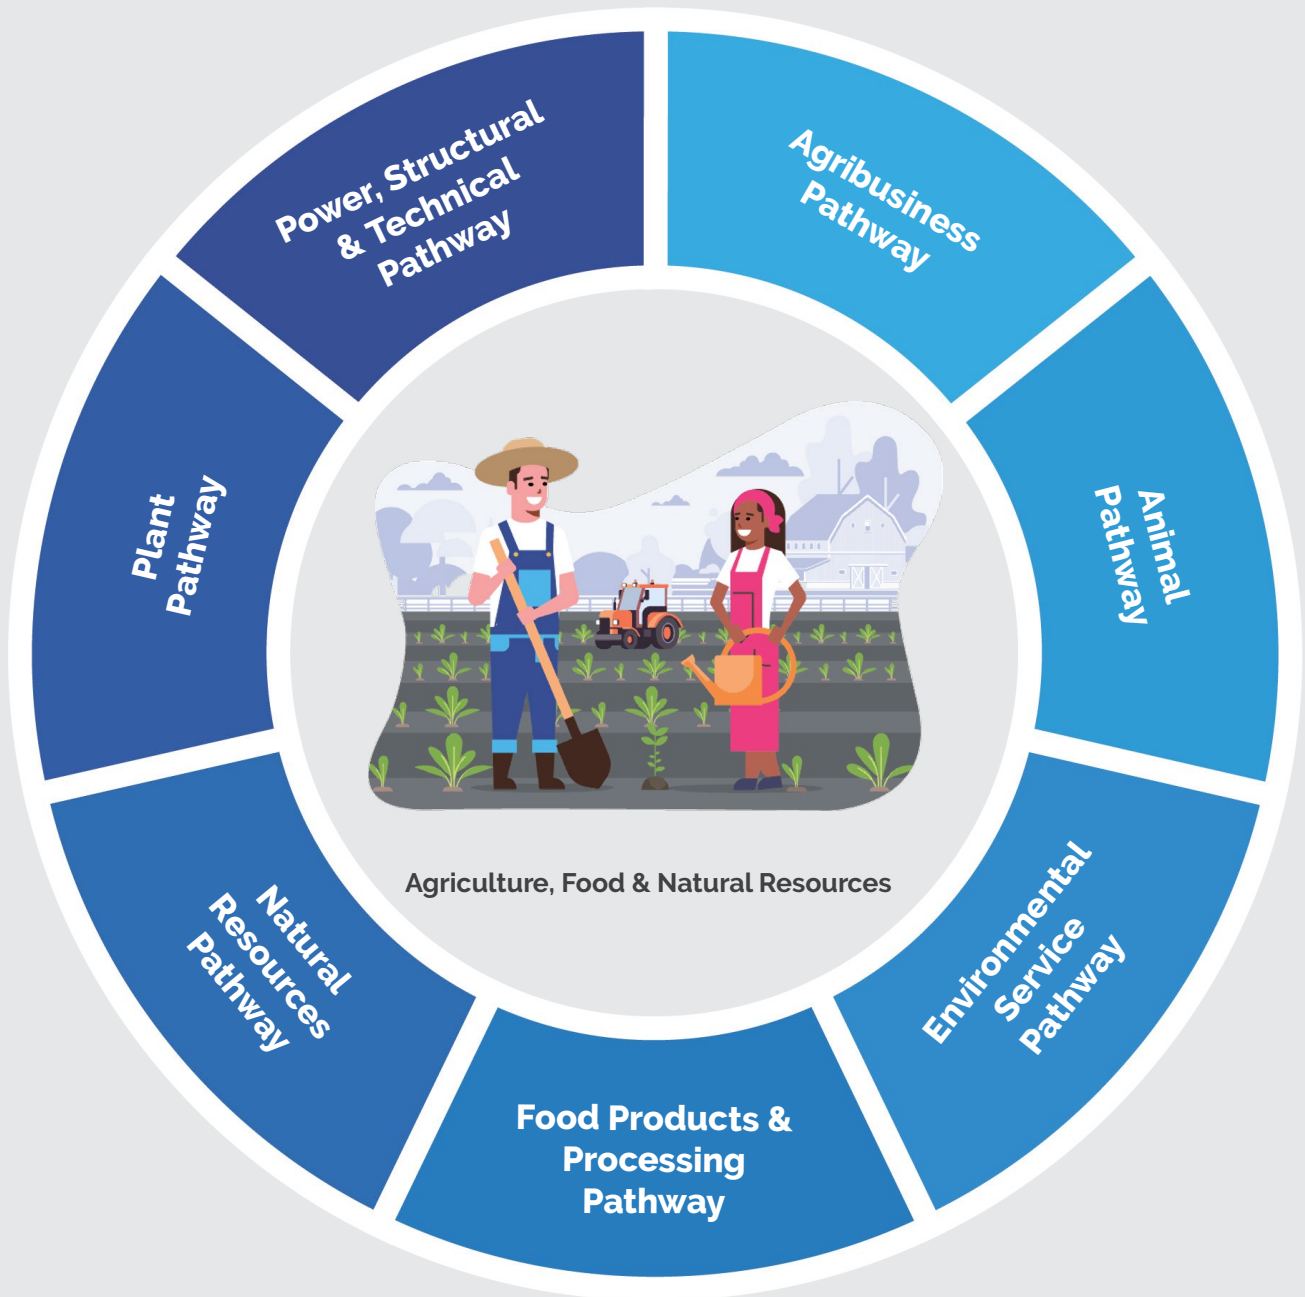 Power, Structural
& Technical
Pathway
Agribusiness
Pathway
Animal
Pathway
Environmental
Service
Pathway
Food Products &
Processing
Pathway
Natural
Resources
Pathway
Plant
Pathway
Agriculture, Food & Natural Resources